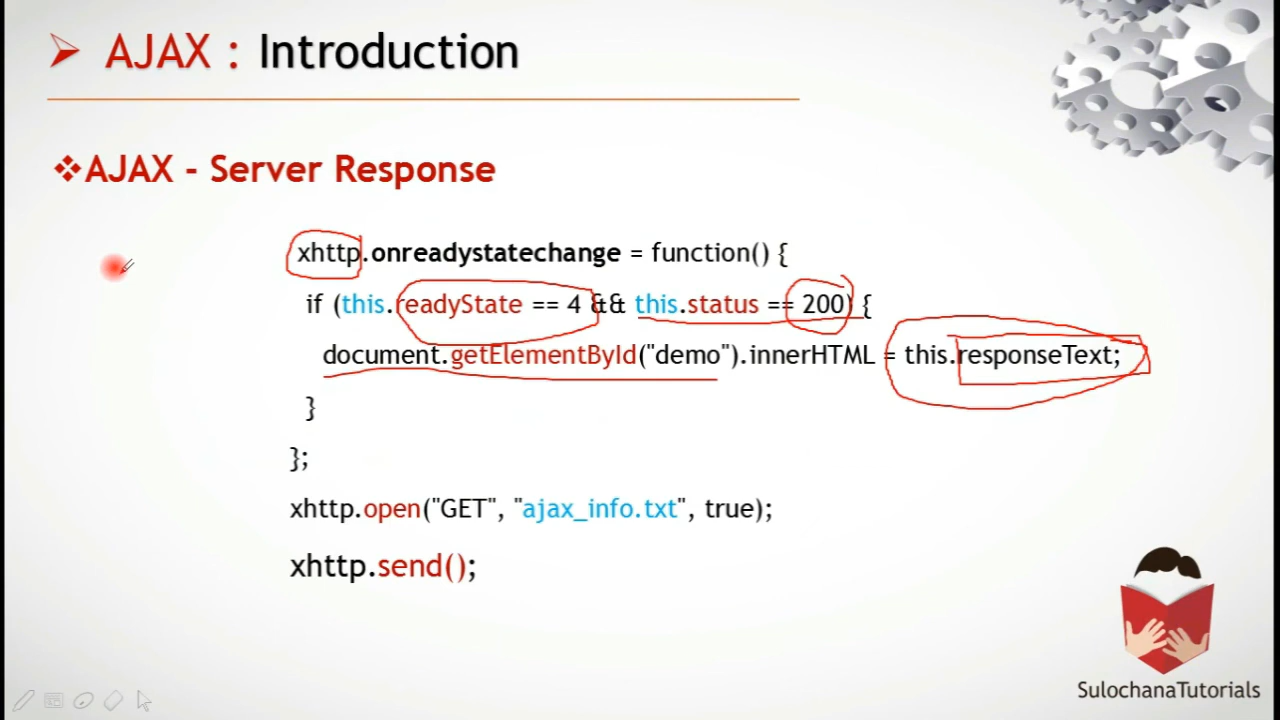 AJAX : Introduction
AJAX - Server Response
xhttp.onreadystatechange = function() {
if (this.readyState == 4 && this.status == 200) {
document.getElementById("demo").innerHTML = this.responseText;
}
};
xhttp.open("GET", "ajax_info.txt", true);
xhttp.send();
SulochanaTutorials